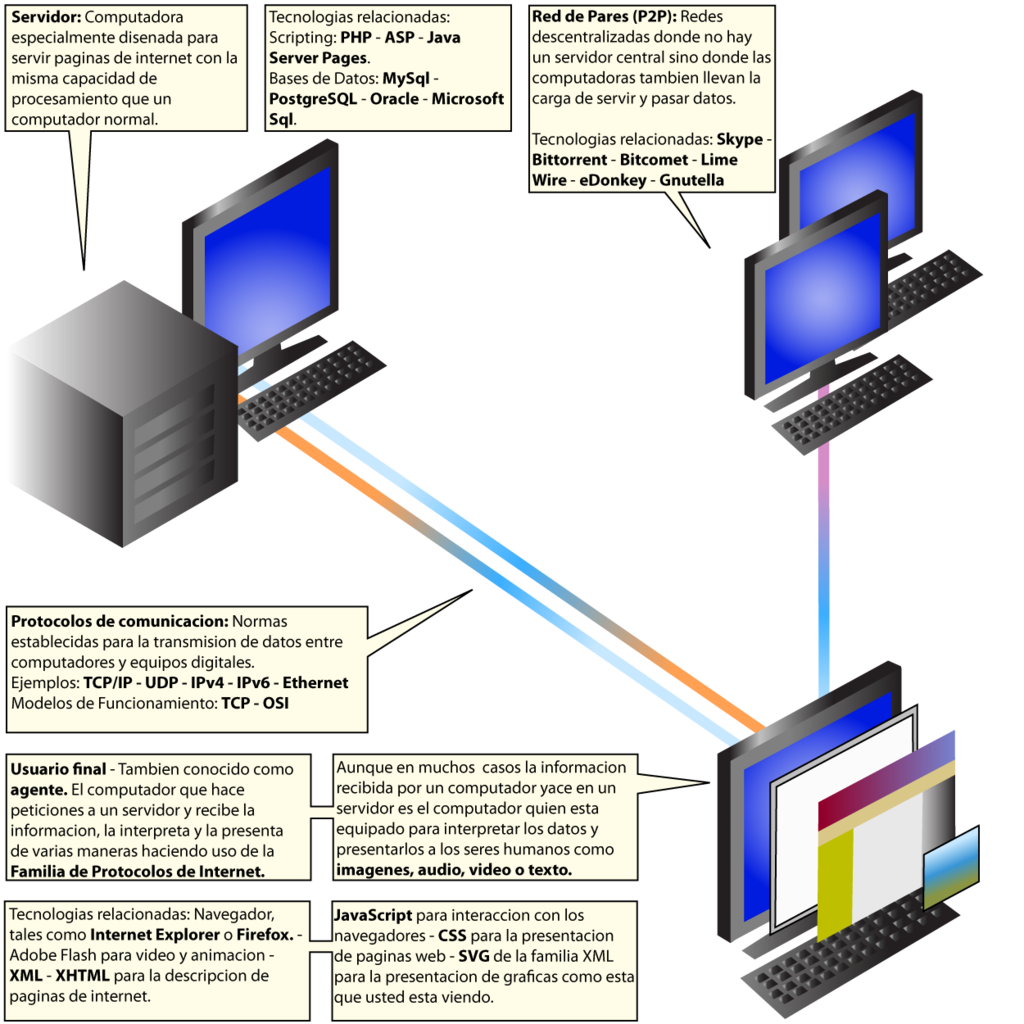 Servidor: Computadora
especialmente disenada para
servir paginas de internet con la
misma capacidad de
procesamiento que un
computador normal.
Tecnologias relacionadas:
Scripting: PHP - ASP - Java
Server Pages.
Bases de Datos: MySql -
PostgreSQL - Oracle - Microsoft
Sql.
Red de Pares (P2P): Redes
descentralizadas donde no hay
un servidor central sino donde las
computadoras tambien llevan la
carga de servir y pasar datos.
Tecnologias relacionadas: Skype -
Bittorrent - Bitcomet - Lime
Wire - eDonkey - Gnutella
Protocolos de comunicacion: Normas
establecidas para la transmision de datos entre
computadores y equipos digitales.
Ejemplos: TCP/IP - UDP - IPv4 - IPv6 - Ethernet
Modelos de Funcionamiento: TCP - OSI
Usuario final - Tambien conocido como
agente. El computador que hace
peticiones a un servidor y recibe la
informacion, la interpreta y la presenta
de varias maneras haciendo uso de la
Familia de Protocolos de Internet.
Aunque en muchos casos la informacion
recibida por un computador yace en un
servidor es el computador quien esta
equipado para interpretar los datos y
presentarlos a los seres humanos como
imagenes, audio, video o texto.
Tecnologias relacionadas: Navegador,
tales como Internet Explorer o Firefox. -
Adobe Flash para video y animacion -
XML - XHTML para la descripcion de
paginas de internet.
JavaScript para interaccion con los
navegadores - CSS para la presentacion
de paginas web - SVG de la familia XML
para la presentacion de graficas como esta
que usted esta viendo.